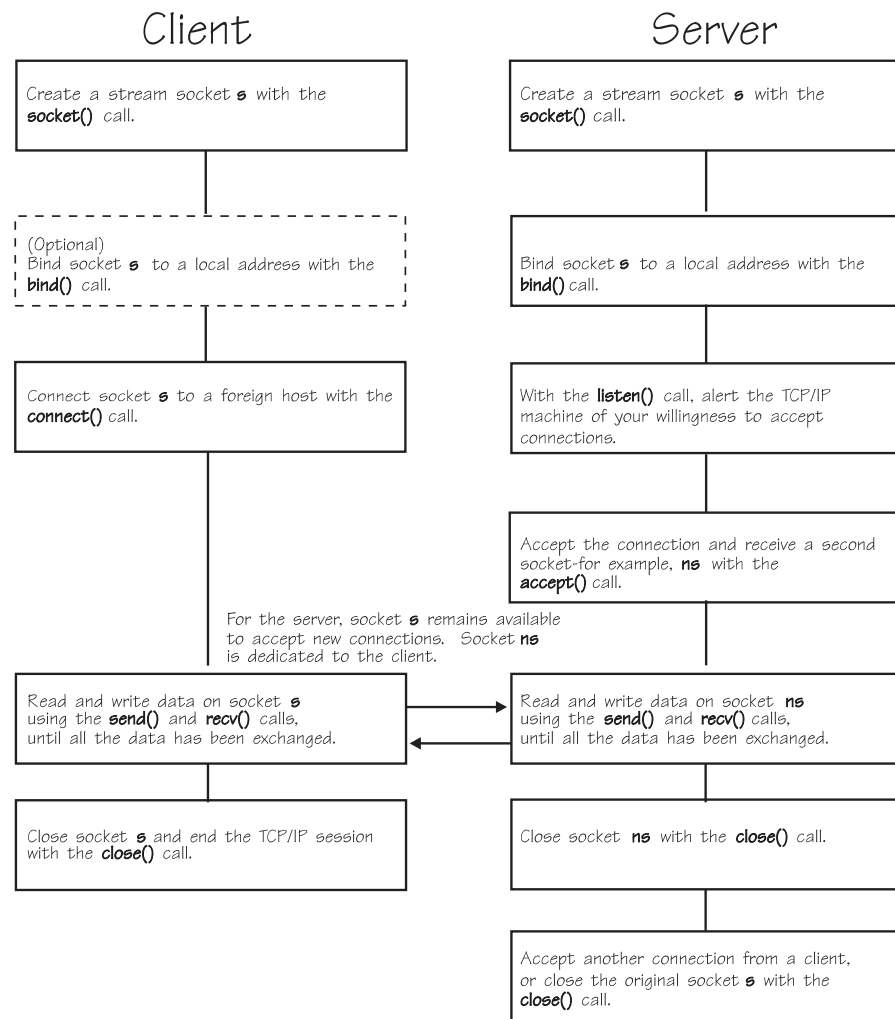 Client
Create a stream socket s with the
socket() call.
(Optional)
Bind socket s to a local address with the
bind() call.
Connect socket s to a foreign host with the
connect() call.
Server
Create a stream socket s with the
socket() call.
Bind socket s to a local address with the
bind() call.
With the listen() call, alert the TCP/IP
machine of your willingness to accept
connections.
Accept the connection and receive a second
socket-for example, ns with the
accept() call.
For the server, socket s remains available
to accept new connections. Socket ns
is dedicated to the client.
Read and write data on socket s
using the send() and recv() calls,
until all the data has been exchanged.
Read and write data on socket ns
using the send() and recv() calls,
until all the data has been exchanged.
Close socket s and end the TCP/IP session
with the close() call.
Close socket ns with the close() call.
Accept another connection from a client,
or close the original socket s with the
close() call.